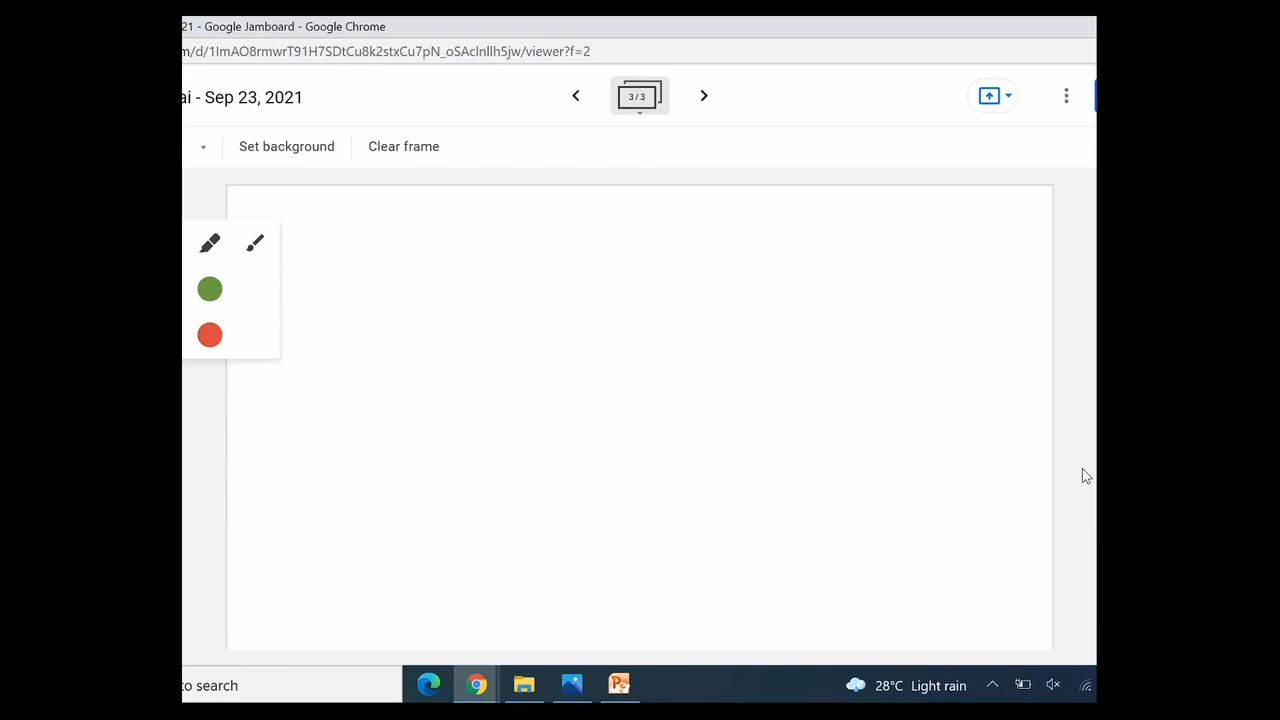 21 - Google Jamboard - Google Chrome
m/d/1ImAO8rmwrT91H7SDtCu8k2stxCu7pN_oSAclnllh5jw/viewer?f=2
ai - Sep 23, 2021
3 / 3
Set background
Clear frame
to search
28°C Light rain